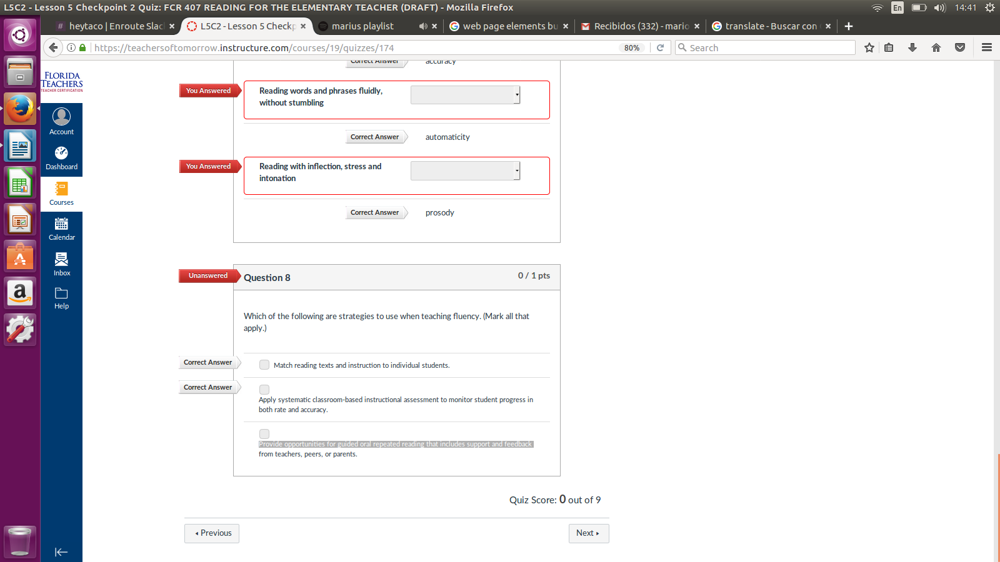 L5C2 - Lesson 5 Checkpoint 2 Quiz: FCR 407 READING FOR THE ELEMENTARY TEACHER (DRAFT) - Mozilla Firefox
En
14:41
# heytaco | Enroute Slac
L5C2 - Lesson 5 Checkp
marius playlist
web page elements bu
Recibidos (332) - mario
translate - Buscar con
https://teachersoftomorrow.instructure.com/courses/19/quizzes/174
80%
Search
FLORIDA
TEACHERS
TEACHER CERTIFICATION
Account
Dashboard
Courses
Calendar
Inbox
Help
Correct Answer
accuracy
You Answered
Reading words and phrases fluidly,
without stumbling
Correct Answer
automaticity
You Answered
Reading with inflection, stress and
intonation
Correct Answer
prosody
Unanswered
Question 8
0 / 1 pts
Which of the following are strategies to use when teaching fluency. (Mark all that
apply.)
Correct Answer
Match reading texts and instruction to individual students.
Correct Answer
Apply systematic classroom-based instructional assessment to monitor student progress in
both rate and accuracy.
Provide opportunities for guided oral repeated reading that includes support and feedback
from teachers, peers, or parents.
Quiz Score: 0 out of 9
Previous
Next